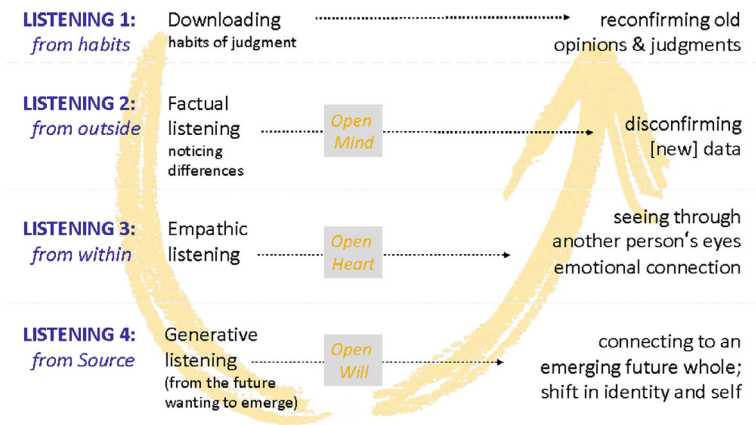 LISTENING 1:
from habits
Downloading
habits of judgment
reconfirming old
opinions & judgments
LISTENING 2:
from outside
Factual
listening
noticing
differences
Open
Mind
disconfirming
[new] data
LISTENING 3:
from within
Empathic
listening
Open
Heart
seeing through
another person's eyes
emotional connection
LISTENING 4:
from Source
Generative
listening
(from the future
wanting to emerge)
Open
Will
connecting to an
emerging future whole;
shift in identity and self